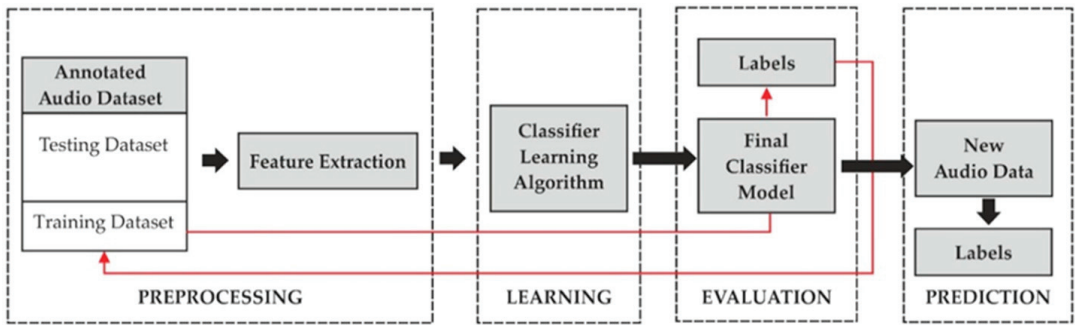 Annotated
Audio Dataset
Testing Dataset
Training Dataset
Feature Extraction
PREPROCESSING
Classifier
Learning
Algorithm
LEARNING
Labels
Final
Classifier
Model
EVALUATION
New
Audio Data
Labels
PREDICTION